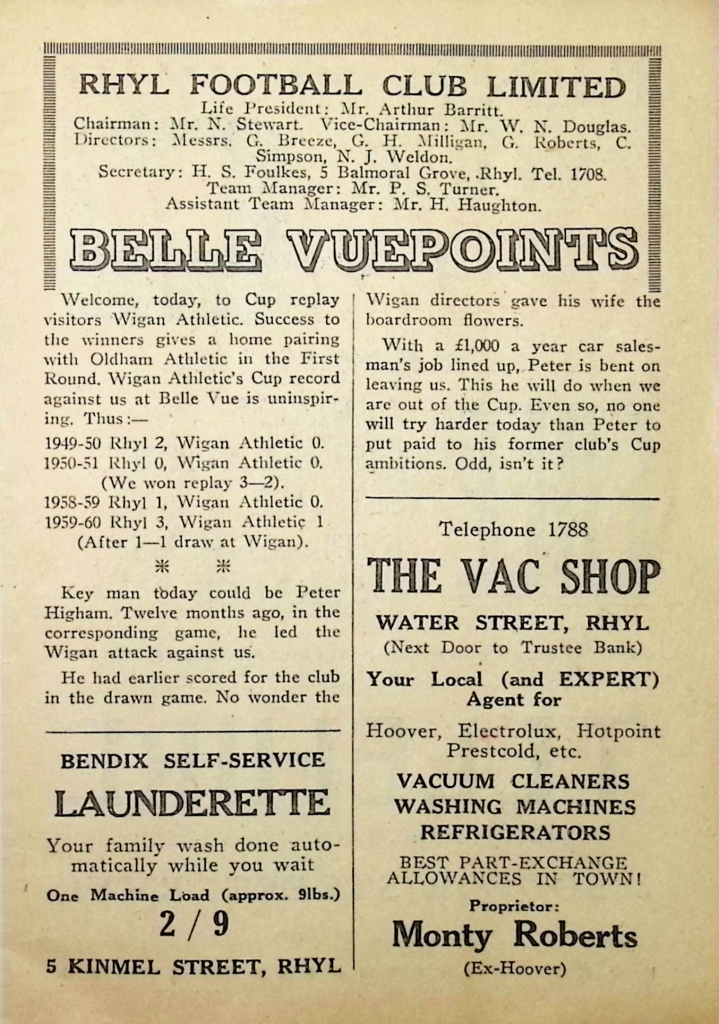 RHYL FOOTBALL CLUB LIMITED
Life President: Mr. Arthur Barritt.
Chairman: Mr. N. Stewart. Vice-Chairman: Mr. W. N. Douglas.
Directors: Messrs. G. Breeze, G. H. Milligan, G. Roberts, C.
Simpson, N. J. Weldon.
Secretary: H. S. Foulkes, 5 Balmoral Grove, Rhyl. Tel. 1708.
Team Manager: Mr. P. S. Turner.
Assistant Team Manager: Mr. H. Haughton.
BELLE VUEPOINTS
Welcome, today, to Cup replay
visitors Wigan Athletic. Success to
the winners gives a home pairing
with Oldham Athletic in the First
Round. Wigan Athletic's Cup record
against us at Belle Vue is uninspir-
ing. Thus:—
1949-50 Rhyl 2, Wigan Athletic 0.
1950-51 Rhyl 0, Wigan Athletic 0.
(We won replay 3—2).
1958-59 Rhyl 1, Wigan Athletic 0.
1959-60 Rhyl 3, Wigan Athletic 1
(After 1—1 draw at Wigan).
※ ※
Key man today could be Peter
Higham. Twelve months ago, in the
corresponding game, he led the
Wigan attack against us.
He had earlier scored for the club
in the drawn game. No wonder the
Wigan directors gave his wife the
boardroom flowers.
With a £1,000 a year car sales-
man's job lined up, Peter is bent on
leaving us. This he will do when we
are out of the Cup. Even so, no one
will try harder today than Peter to
put paid to his former club's Cup
ambitions. Odd, isn't it?
BENDIX SELF-SERVICE
LAUNDERETTE
Your family wash done auto-
matically while you wait
One Machine Load (approx. 9lbs.)
2/9
5 KINMEL STREET, RHYL
Telephone 1788
THE VAC SHOP
WATER STREET, RHYL
(Next Door to Trustee Bank)
Your Local (and EXPERT)
Agent for
Hoover, Electrolux, Hotpoint
Prestcold, etc.
VACUUM CLEANERS
WASHING MACHINES
REFRIGERATORS
BEST PART-EXCHANGE
ALLOWANCES IN TOWN!
Proprietor:
Monty Roberts
(Ex-Hoover)